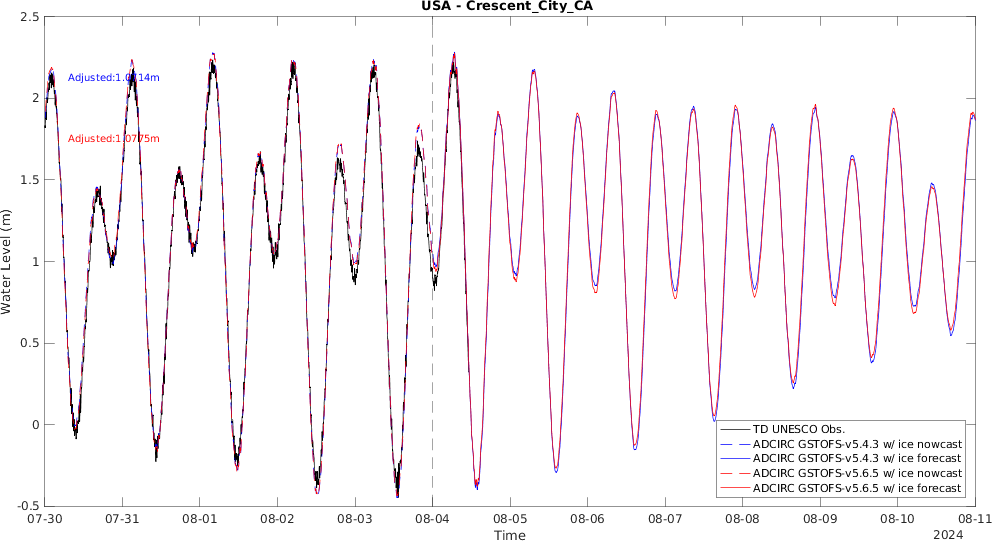 USA - Crescent_City_CA
2.5
2
1.5
1
0.5
0
-0.5
Water Level (m)
Adjusted:1.0714m
Adjusted:1.0775m
TD UNESCO Obs.
ADCIRC GSTOFS-v5.4.3 w/ ice nowcast
ADCIRC GSTOFS-v5.4.3 w/ ice forecast
ADCIRC GSTOFS-v5.6.5 w/ ice nowcast
ADCIRC GSTOFS-v5.6.5 w/ ice forecast
07-30 07-31 08-01 08-02 08-03 08-04 08-05 08-06 08-07 08-08 08-09 08-10 08-11
Time
2024